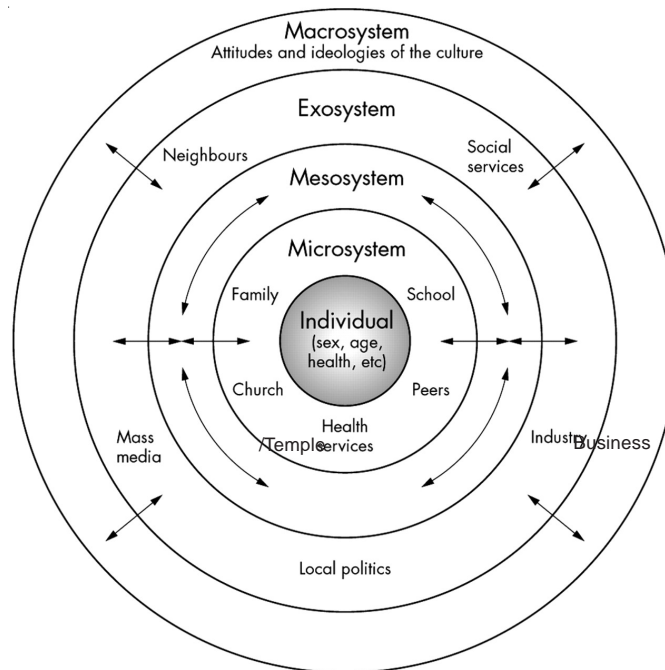 Macrosystem
Attitudes and ideologies of the culture
Exosystem
Neighbours
Social
services
Mesosystem
Microsystem
Family
School
Individual
(sex, age,
health, etc)
Church
Peers
Health
services
/Temple
Mass
media
Industry
Business
Local politics